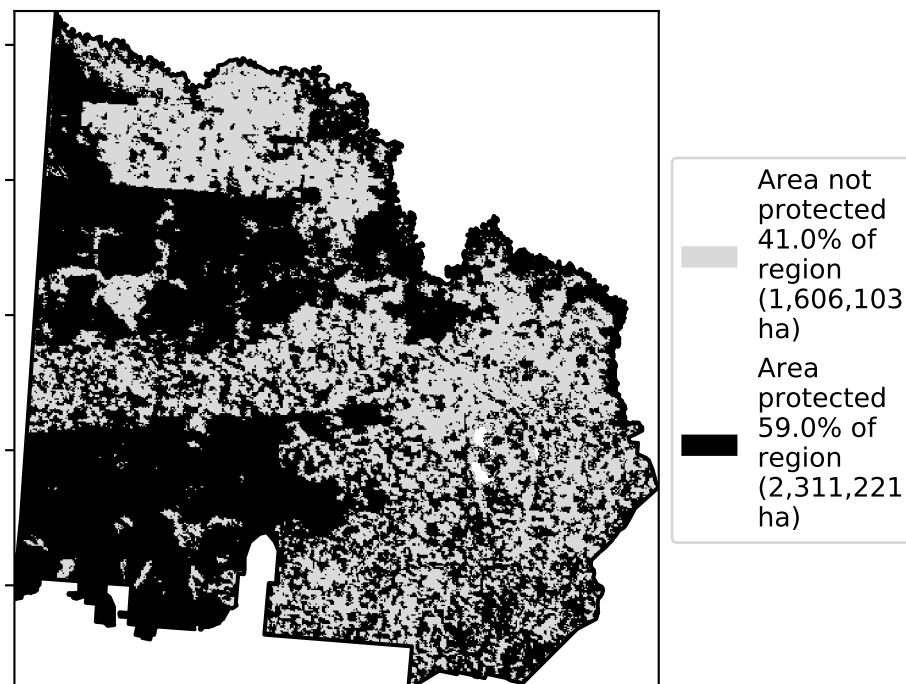 Area not
protected
41.0% of
region
(1,606,103
ha)
Area
protected
59.0% of
region
(2,311,221
ha)